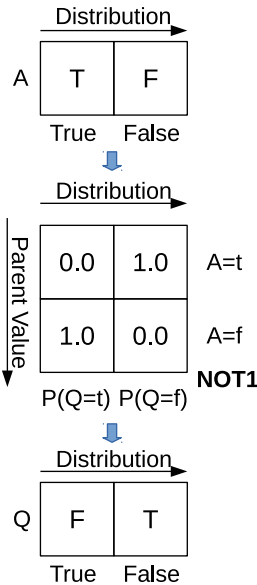 Distribution
A T F
True False
Distribution
Parent Value
0.0 1.0 A=t
1.0 0.0 A=f
NOT1
P(Q=t) P(Q=f)
Distribution
Q F T
True False